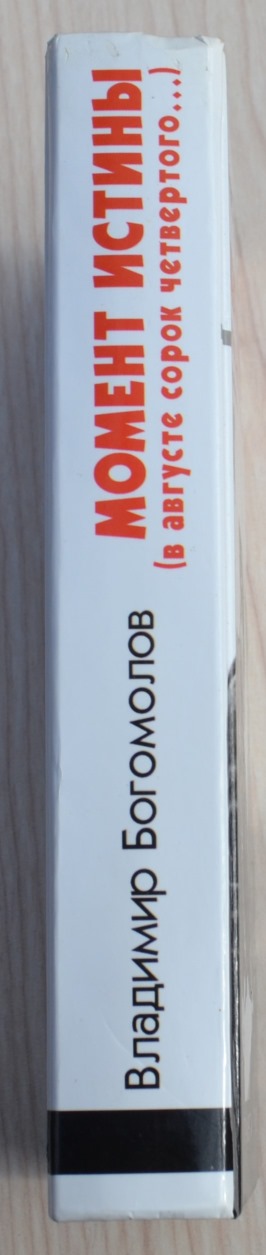 Владимир Богомолов
МОМЕНТ ИСТИНЫ
(в августе сорок четвертого...)